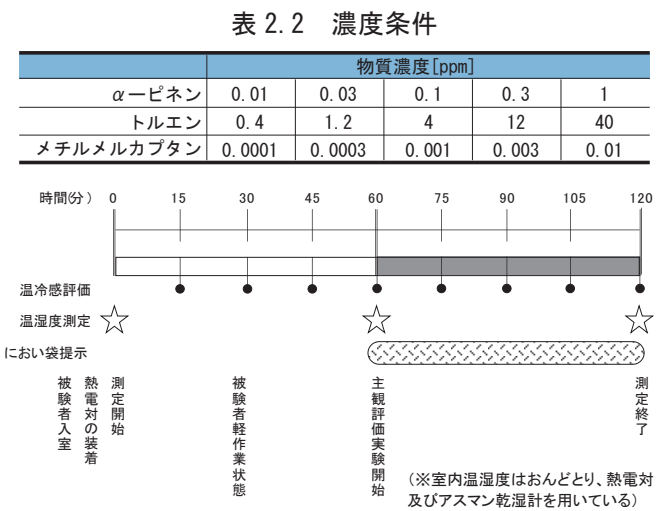 表 2.2　濃度条件
物質濃度[ppm]
α－ピネン 0.01 0.03 0.1 0.3 1
トルエン 0.4 1.2 4 12 40
メチルメルカプタン 0.0001 0.0003 0.001 0.003 0.01
時間(分) 0 15 30 45 60 75 90 105 120
温冷感評価
温湿度測定
におい袋提示
被験者入室
熱電対の装着
測定開始
被験者軽作業状態
主観評価実験開始
測定終了
(※室内温湿度はおんどとり、熱電対
及びアスマン乾湿計を用いている)